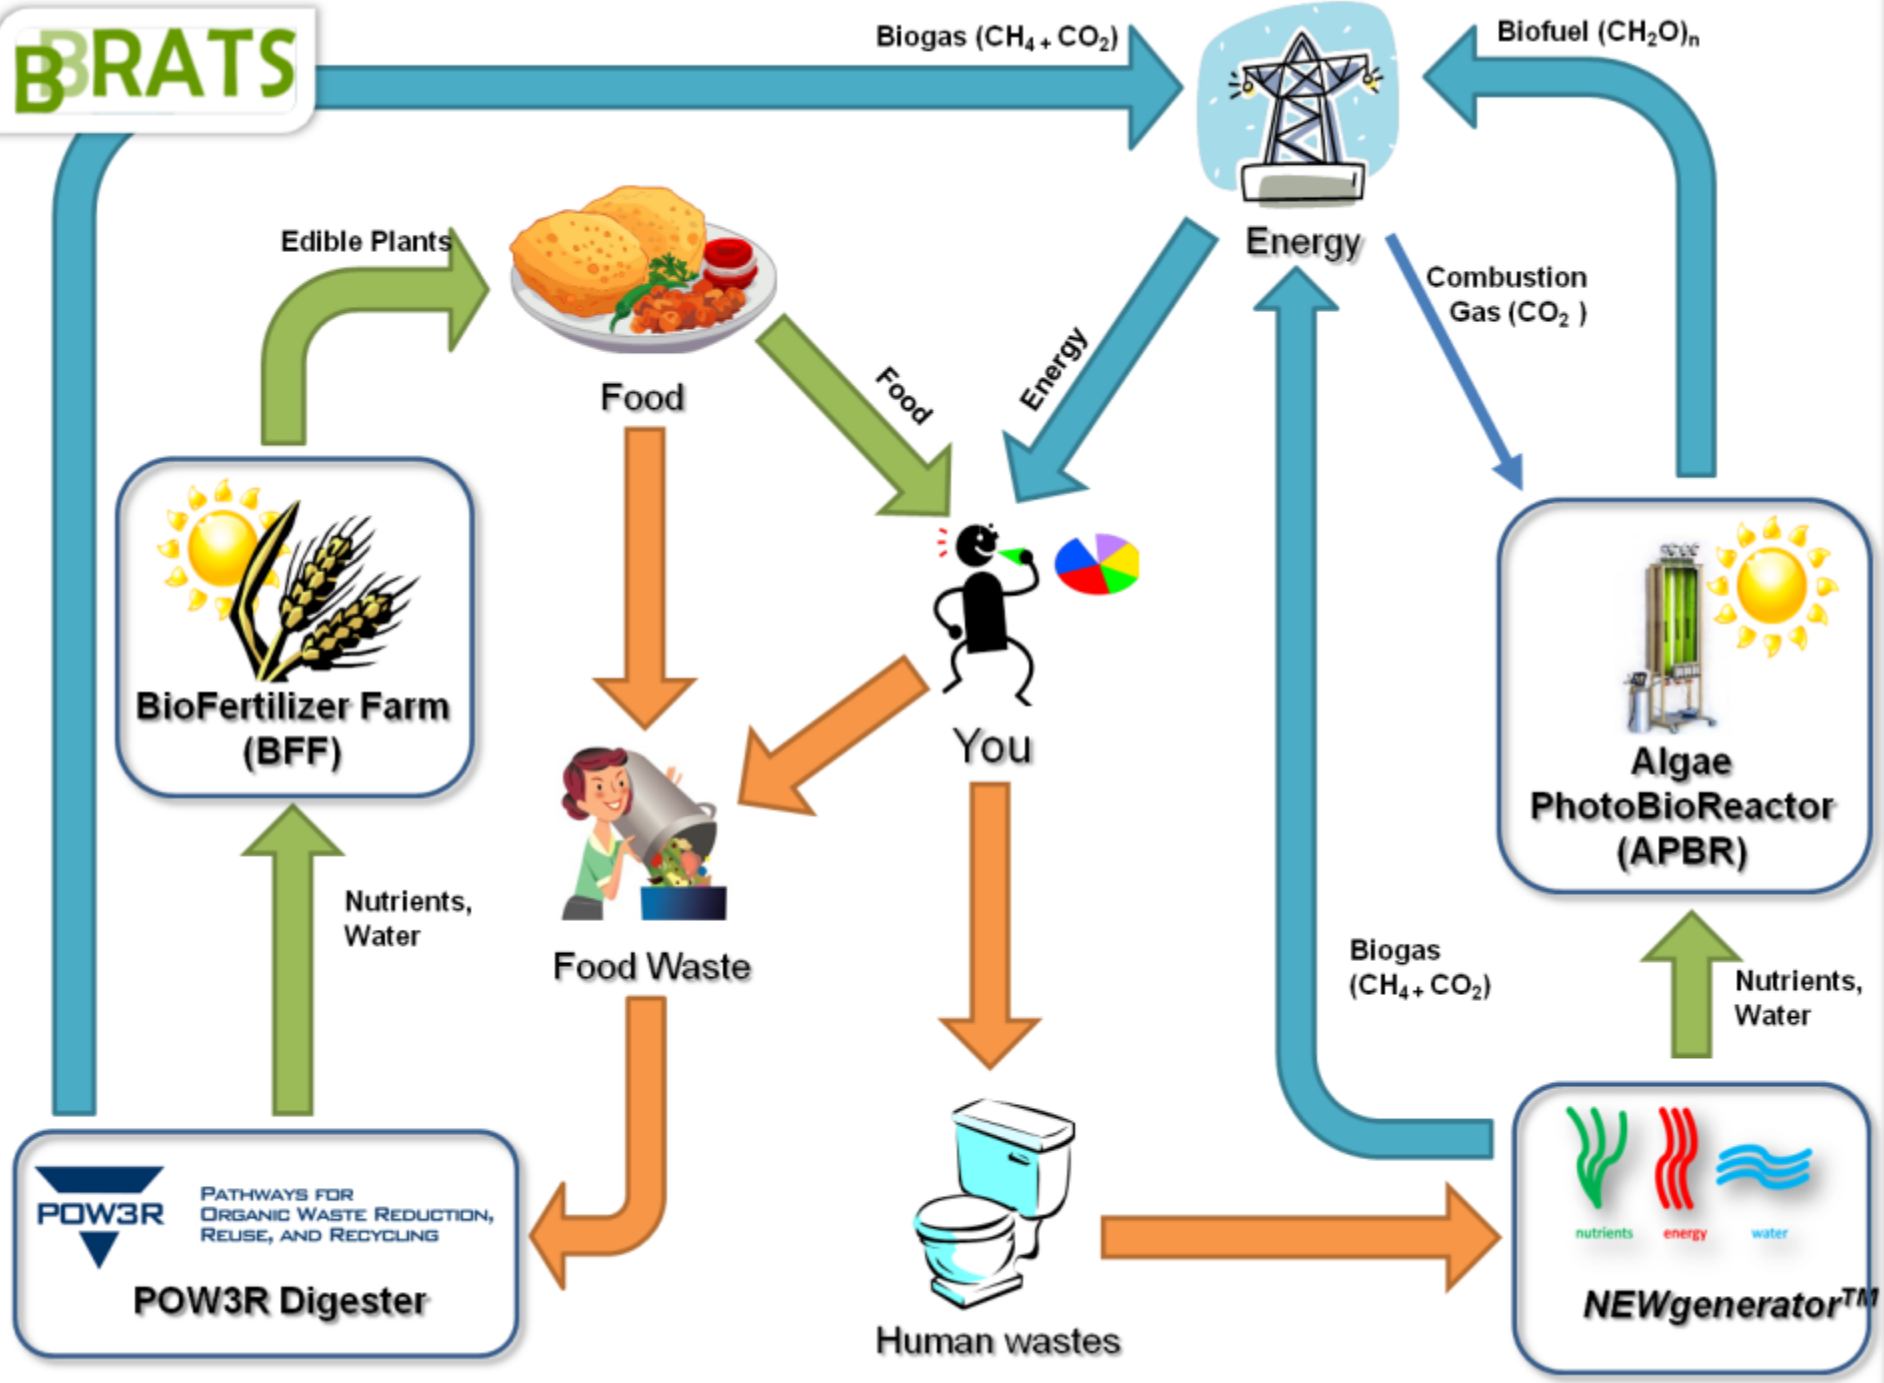 BBRATS
Biogas (CH₄ + CO₂)
Biofuel (CH₂O)ₙ
Energy
Edible Plants
Combustion
Gas (CO₂ )
Food
Food
Energy
BioFertilizer Farm
(BFF)
You
Algae
PhotoBioReactor
(APBR)
Nutrients,
Water
Food Waste
Biogas
(CH₄ + CO₂)
Nutrients,
Water
POW3R
PATHWAYS FOR
ORGANIC WASTE REDUCTION,
REUSE, AND RECYCLING
POW3R Digester
Human wastes
nutrients energy water
NEWgenerator™